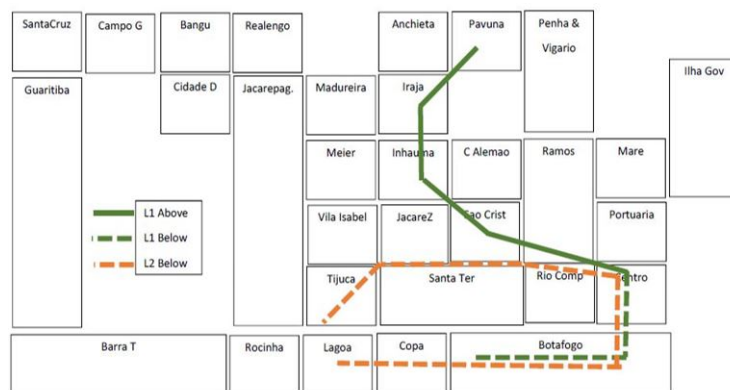 SantaCruz
Campo G
Bangu
Realengo
Anchieta
Pavuna
Penha &
Vigario
Ilha Gov
Guaritiba
Cidade D
Jacarepag.
Madureira
Iraja
Meier
Inhauma
C Alemao
Ramos
Mare
L1 Above
L1 Below
L2 Below
Vila Isabel
JacareZ
Sao Crist
Portuaria
Tijuca
Santa Ter
Rio Comp
Centro
Barra T
Rocinha
Lagoa
Copa
Botafogo